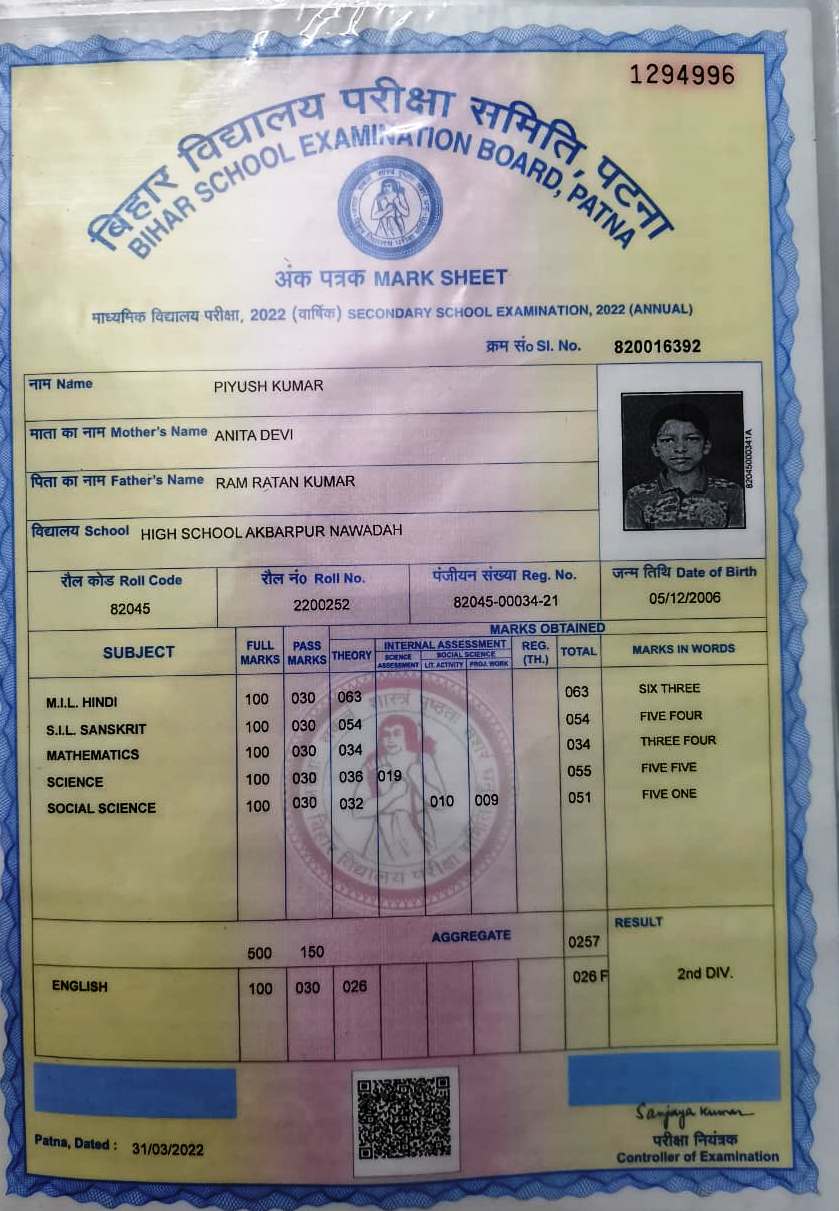 1294996
बिहार विद्यालय परीक्षा समिति, पटना
BIHAR SCHOOL EXAMINATION BOARD, PATNA
अंक पत्रक MARK SHEET
माध्यमिक विद्यालय परीक्षा, 2022 (वार्षिक) SECONDARY SCHOOL EXAMINATION, 2022 (ANNUAL)
क्रम सं० Sl. No. 820016392
नाम Name PIYUSH KUMAR
माता का नाम Mother's Name ANITA DEVI
पिता का नाम Father's Name RAM RATAN KUMAR
विद्यालय School HIGH SCHOOL AKBARPUR NAWADAH
820450000341A
रौल कोड Roll Code रौल नं० Roll No. पंजीयन संख्या Reg. No. जन्म तिथि Date of Birth
82045 2200252 82045-00034-21 05/12/2006
MARKS OBTAINED
SUBJECT FULL MARKS PASS MARKS THEORY INTERNAL ASSESSMENT REG. (TH.) TOTAL MARKS IN WORDS
SCIENCE ASSESSMENT SOCIAL SCIENCE LIT. ACTIVITY PROJ. WORK
M.I.L. HINDI 100 030 063 063 SIX THREE
S.I.L. SANSKRIT 100 030 054 054 FIVE FOUR
MATHEMATICS 100 030 034 034 THREE FOUR
SCIENCE 100 030 036 019 055 FIVE FIVE
SOCIAL SCIENCE 100 030 032 010 009 051 FIVE ONE
बिहार विद्यालय परीक्षा समिति
500 150 AGGREGATE 0257 RESULT
ENGLISH 100 030 026 026 F 2nd DIV.
Sanjaya Kumar
Patna, Dated : 31/03/2022
परीक्षा नियंत्रक
Controller of Examination